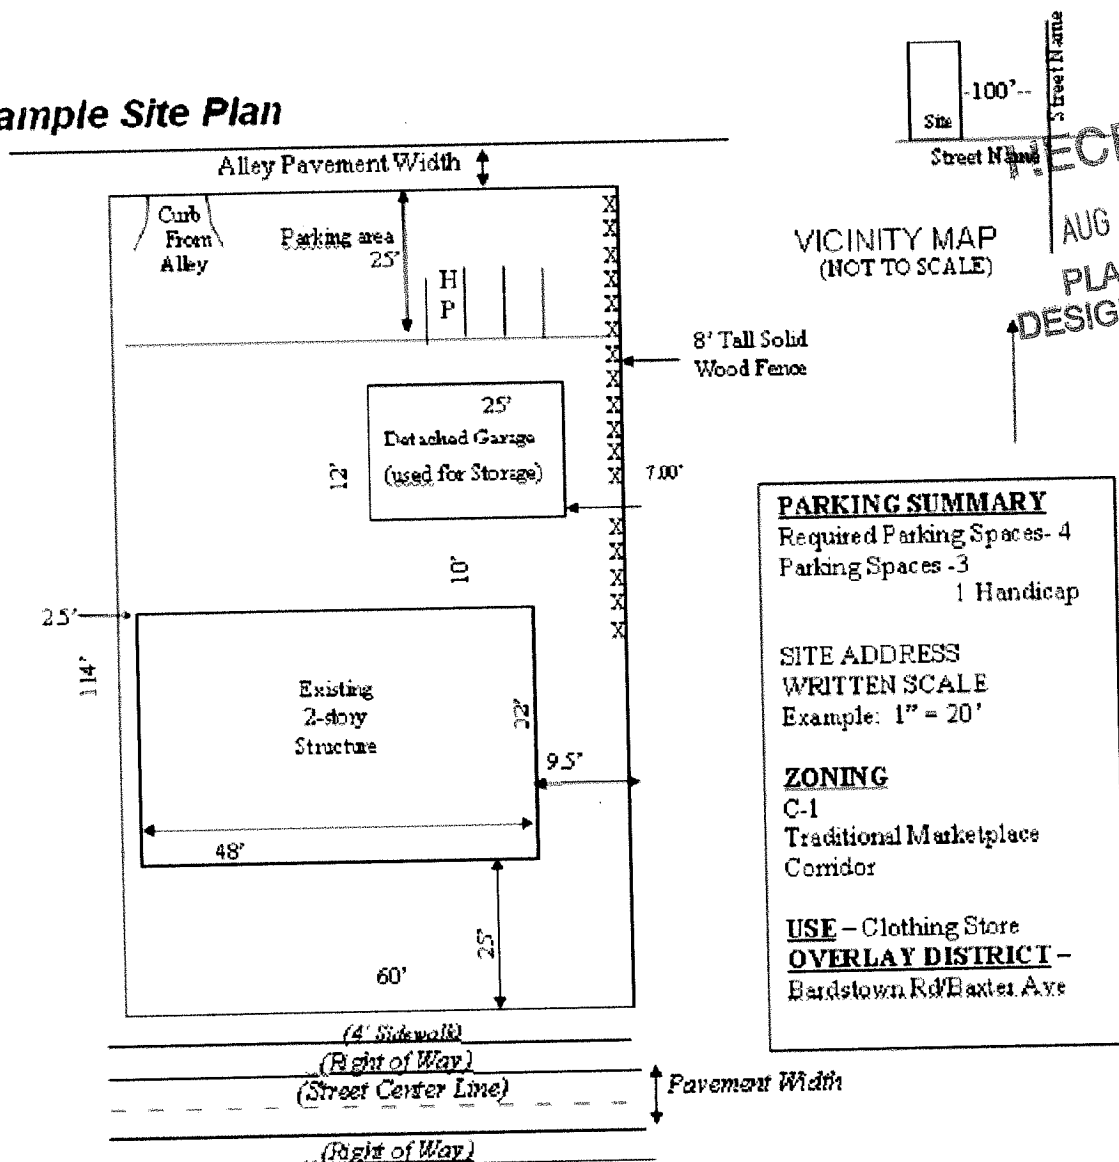 ample Site Plan
Street Name
-100'--
Site
Street Name
Alley Pavement Width
Curb
From
Alley
Parking area
25'
H
P
VICINITY MAP
(NOT TO SCALE)
AUG
PLA
DESIG
X
X
X
X
X
X
X
X
X
X
X
X
8' Tall Solid
Wood Fence
25'
Detached Garage
(used for Storage)
12'
7.00'
X
X
X
X
X
10'
2.5'
114'
Existing
2-story
Structure
32'
9.5'
48'
25'
60'
PARKING SUMMARY
Required Parking Spaces- 4
Parking Spaces -3
1 Handicap
SITE ADDRESS
WRITTEN SCALE
Example: 1" = 20'
ZONING
C-1
Traditional Marketplace
Corridor
USE – Clothing Store
OVERLAY DISTRICT –
Bardstown Rd/Baxter Ave
(4' Sidewalk)
(Right of Way)
(Street Center Line)
Pavement Width
(Right of Way)